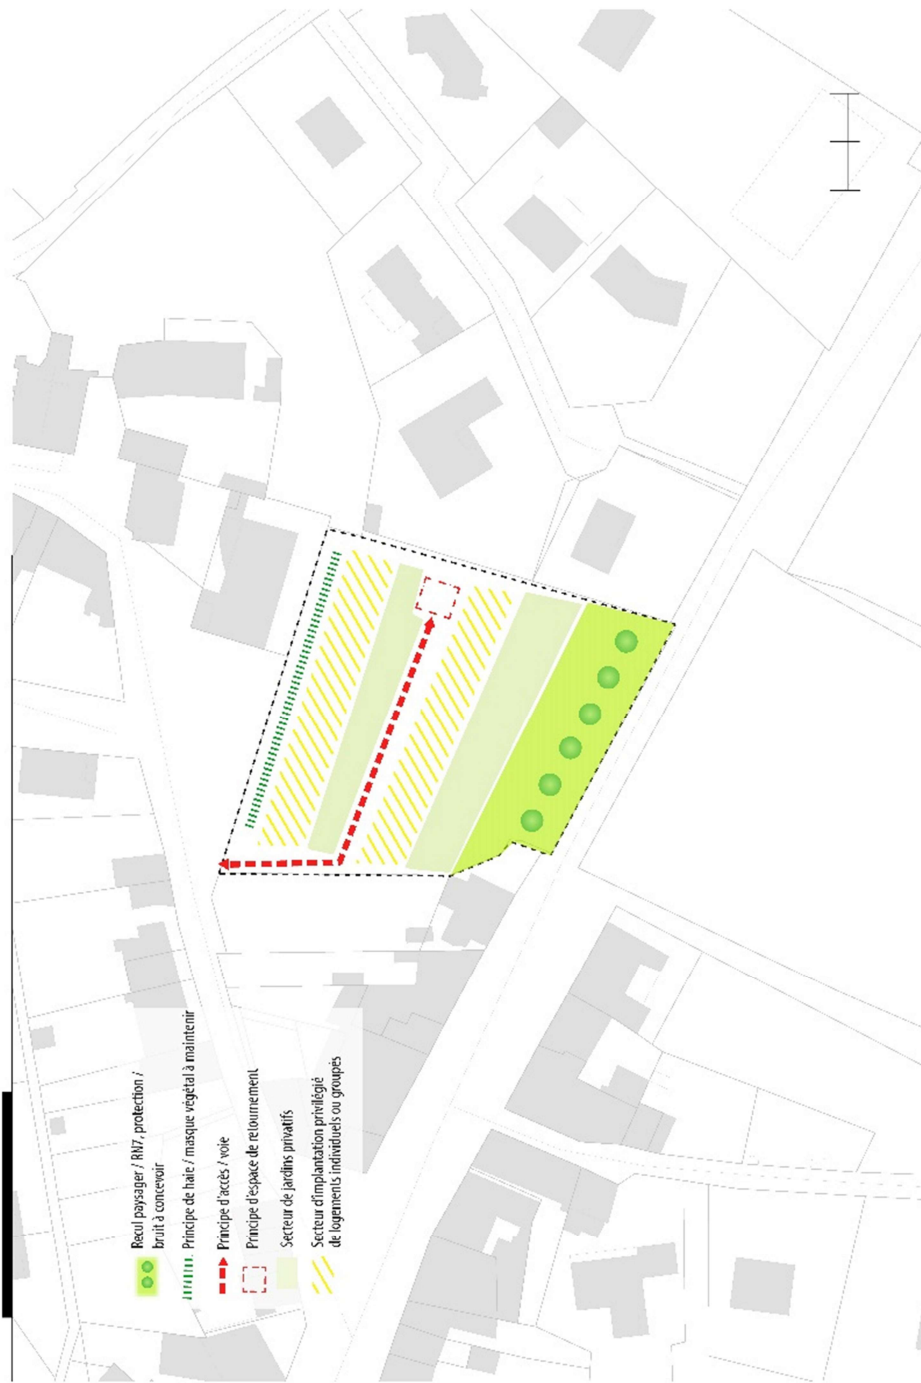 Recul paysager / RN7, protection /
bruit à concevoir
Principe de haie / masque végétal à maintenir
Principe d'accès / voie
Principe d'espace de retournement
Secteur de jardins privatifs
Secteur d'implantation privilégié
de logements individuels ou groupés